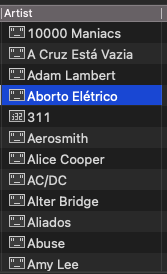 Artist
10000 Maniacs
A Cruz Está Vazia
Adam Lambert
Aborto Elétrico
311
Aerosmith
Alice Cooper
AC/DC
Alter Bridge
Aliados
Abuse
Amy Lee